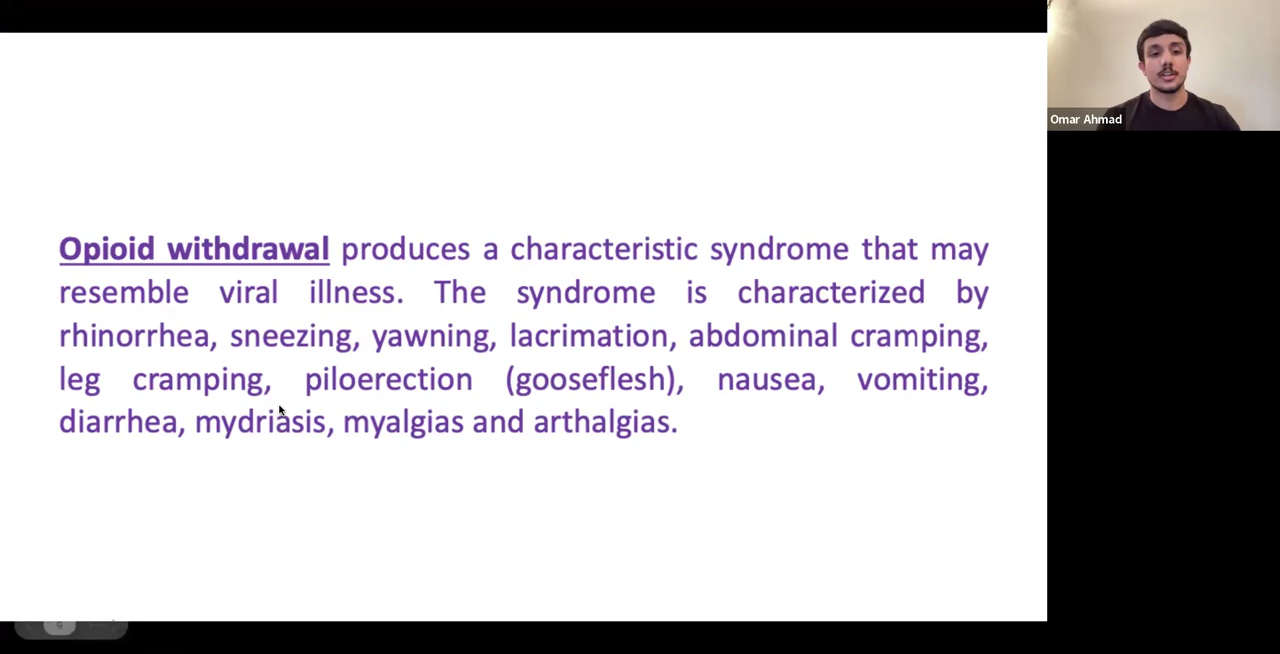 Opioid withdrawal produces a characteristic syndrome that may
resemble viral illness. The syndrome is characterized by
rhinorrhea, sneezing, yawning, lacrimation, abdominal cramping,
leg cramping, piloerection (gooseflesh), nausea, vomiting,
diarrhea, mydriasis, myalgias and arthalgias.
Omar Ahmad
9